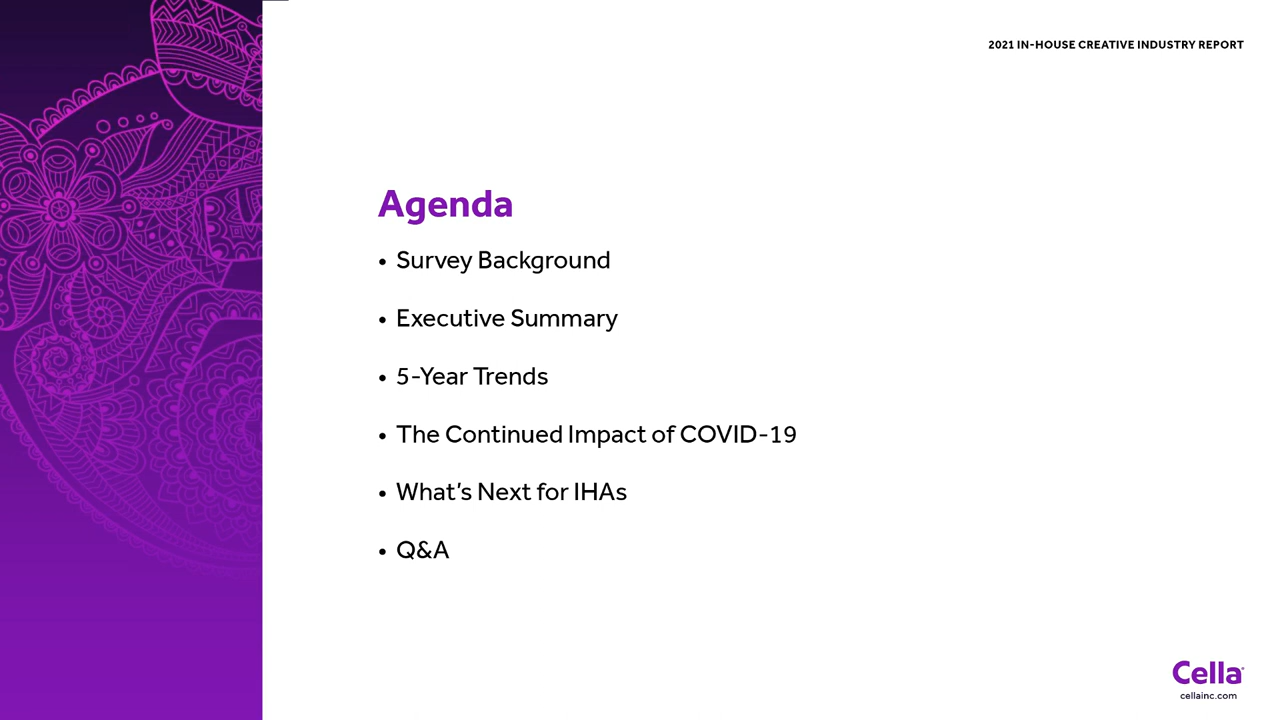 2021 IN-HOUSE CREATIVE INDUSTRY REPORT
Agenda
• Survey Background
• Executive Summary
• 5-Year Trends
• The Continued Impact of COVID-19
• What’s Next for IHAs
• Q&A
Cella
cellainc.com